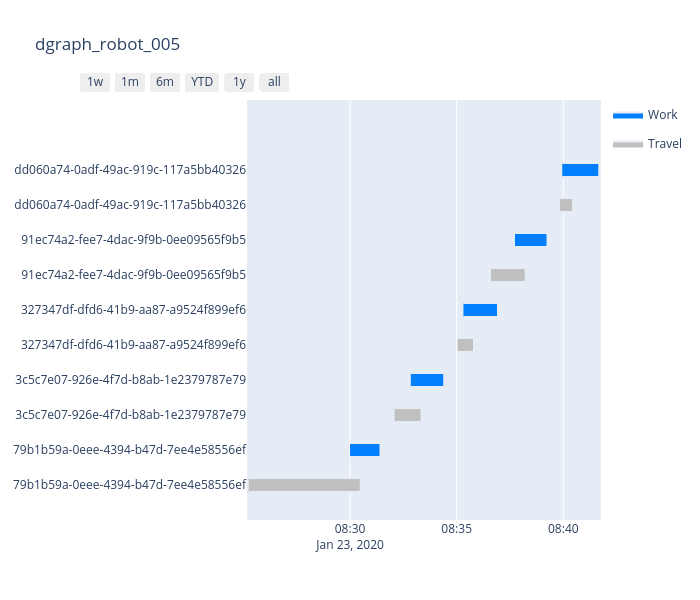 dgraph_robot_005
1w 1m 6m YTD 1y all
Work
Travel
dd060a74-0adf-49ac-919c-117a5bb40326
dd060a74-0adf-49ac-919c-117a5bb40326
91ec74a2-fee7-4dac-9f9b-0ee09565f9b5
91ec74a2-fee7-4dac-9f9b-0ee09565f9b5
327347df-dfd6-41b9-aa87-a9524f899ef6
327347df-dfd6-41b9-aa87-a9524f899ef6
3c5c7e07-926e-4f7d-b8ab-1e2379787e79
3c5c7e07-926e-4f7d-b8ab-1e2379787e79
79b1b59a-0eee-4394-b47d-7ee4e58556ef
79b1b59a-0eee-4394-b47d-7ee4e58556ef
08:30 08:35 08:40
Jan 23, 2020